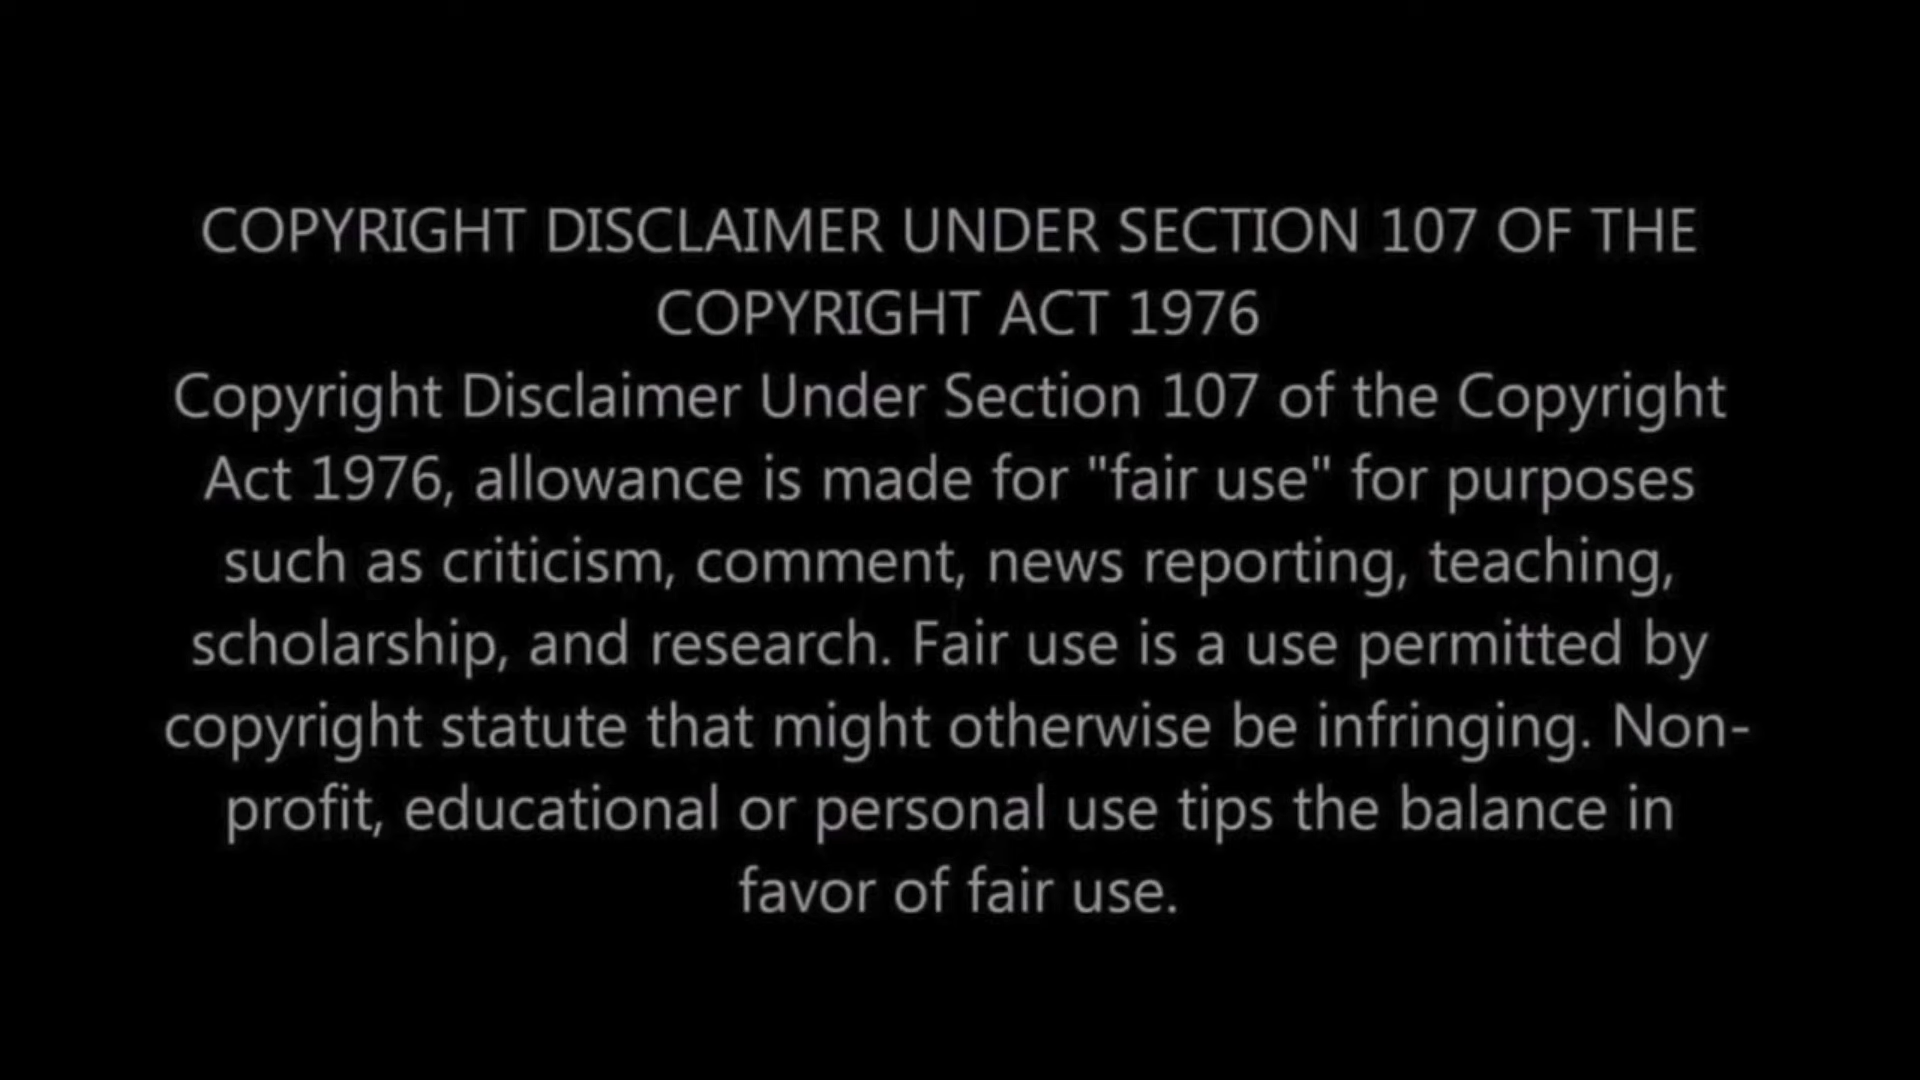 COPYRIGHT DISCLAIMER UNDER SECTION 107 OF THE
COPYRIGHT ACT 1976
Copyright Disclaimer Under Section 107 of the Copyright
Act 1976, allowance is made for "fair use" for purposes
such as criticism, comment, news reporting, teaching,
scholarship, and research. Fair use is a use permitted by
copyright statute that might otherwise be infringing. Non-
profit, educational or personal use tips the balance in
favor of fair use.